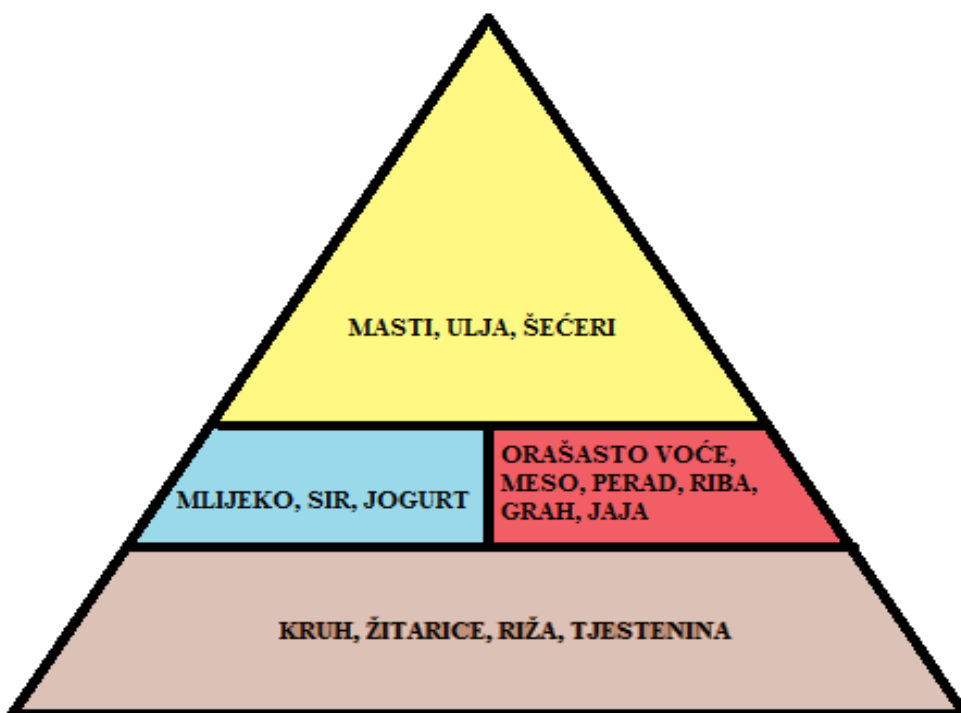 MASTI, ULJA, ŠEĆERI
MLIJEKO, SIR, JOGURT
ORAŠASTO VOĆE,
MESO, PERAD, RIBA,
GRAH, JAJA
KRUH, ŽITARICE, RIŽA, TJESTENINA